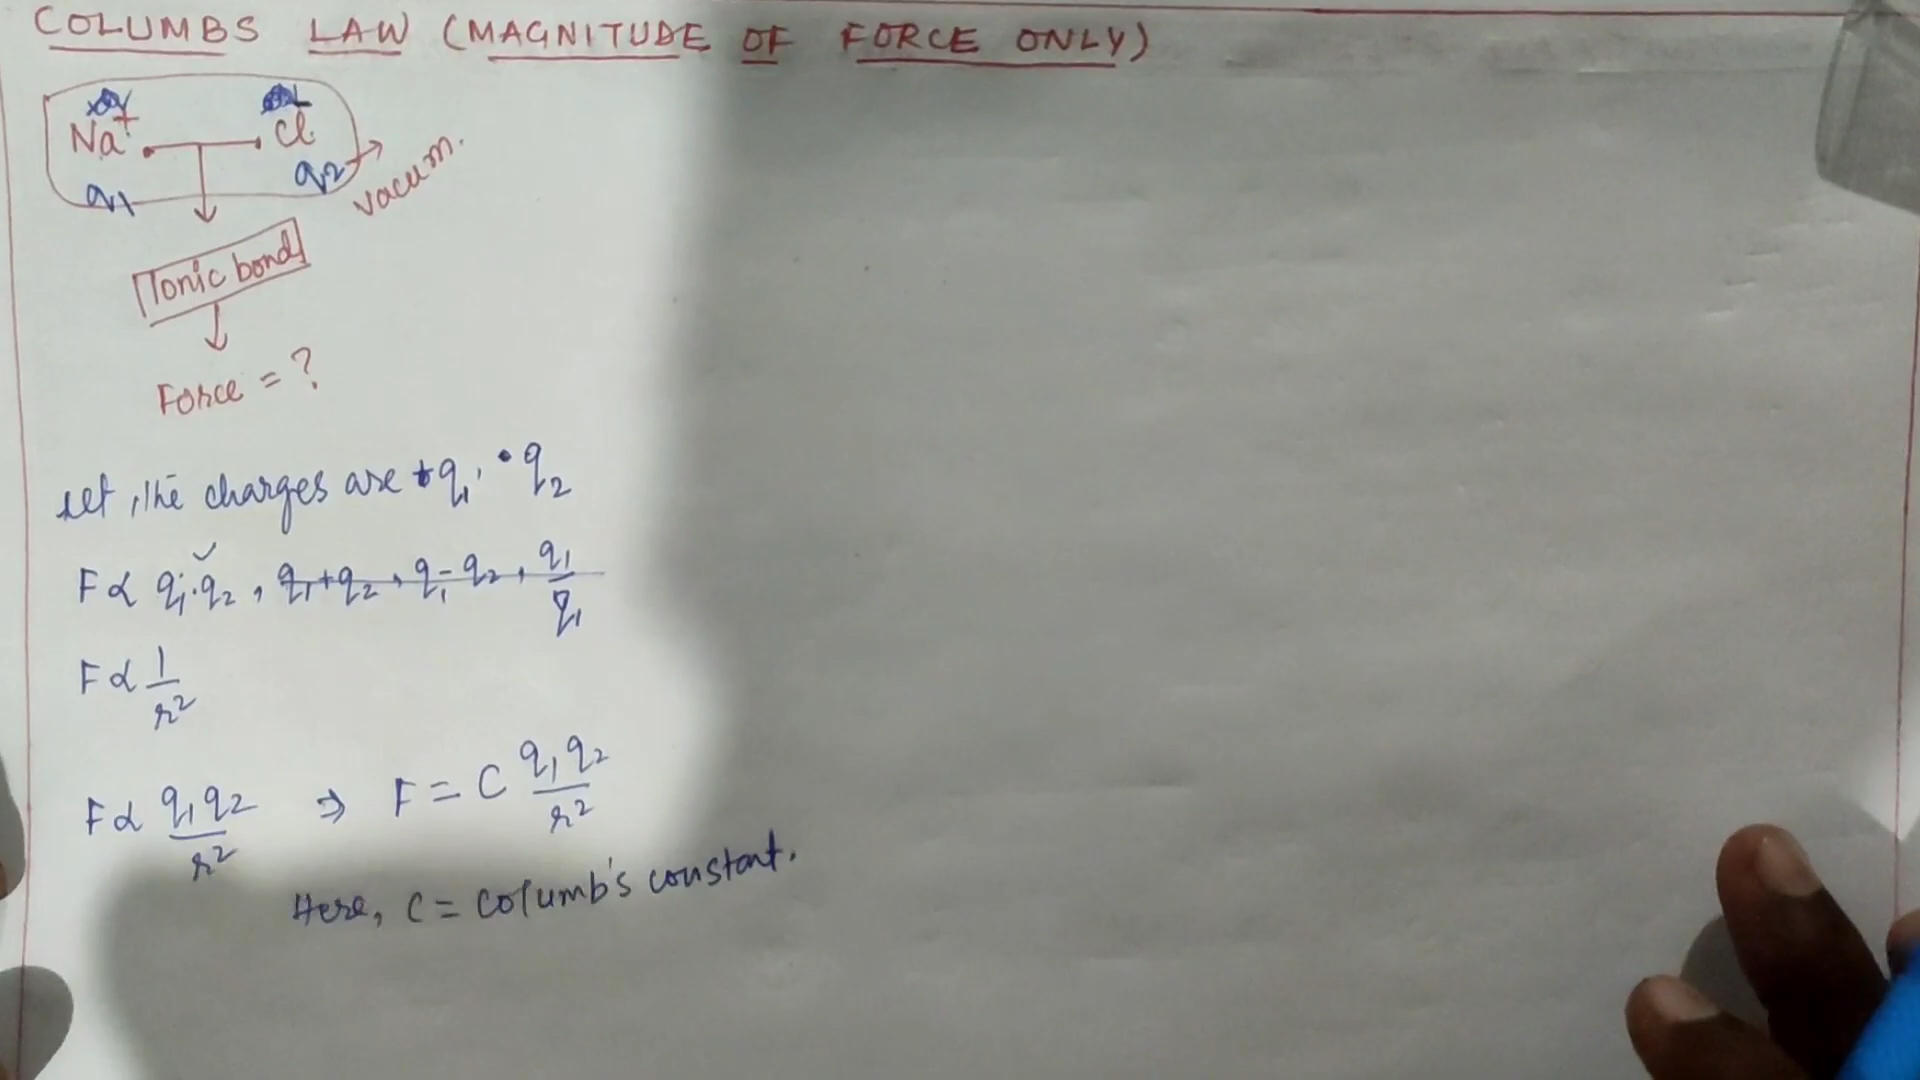 COLUMBS LAW (MAGNITUDE OF FORCE ONLY)
Na⁺ Cl
q₁ q₂
vacum.
Ionic bond
Force = ?
Let, the charges are q₁ • q₂
F ∝ q₁.q₂ , q₁+q₂ , q₁-q₂ , q₁/q₁
F ∝ 1/r²
F ∝ q₁q₂/r² ⇒ F = C q₁q₂/r²
Here, C = Columb's constant.